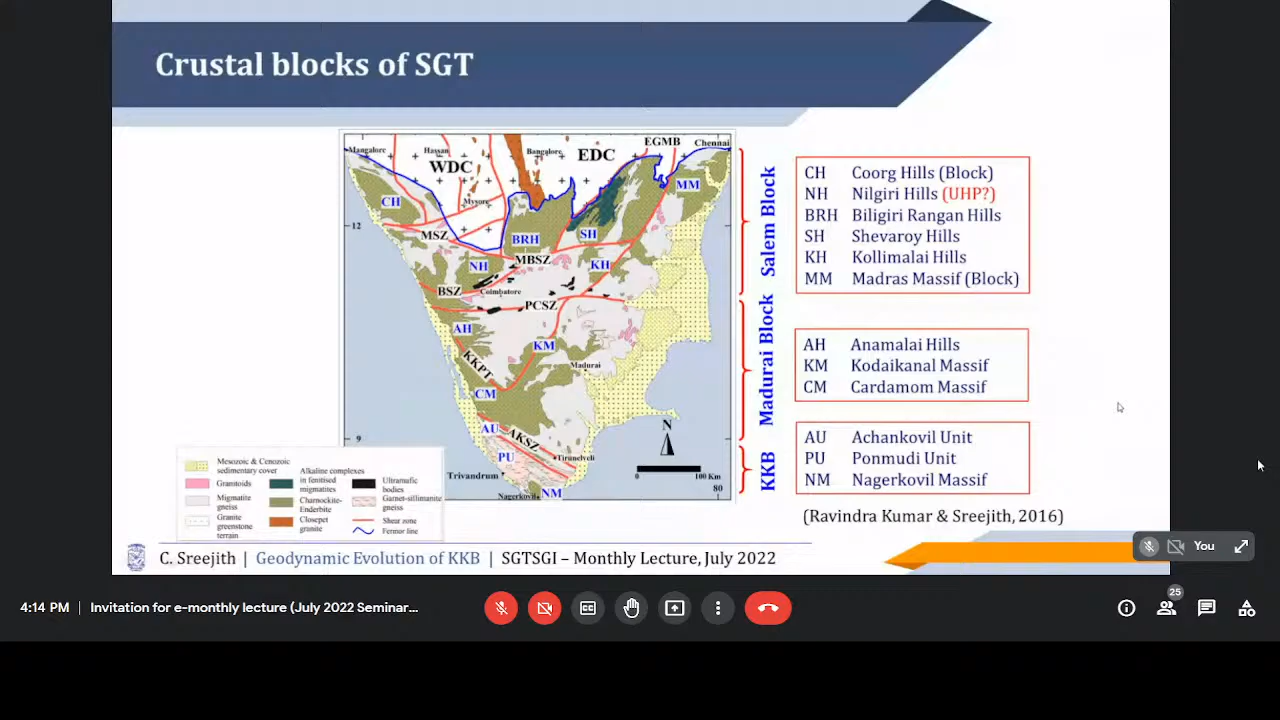 Crustal blocks of SGT
Mangalore
Hassan
Bangalore
EGMB
Chennai
WDC
EDC
Mysore
MM
CH
12
MSZ
BRH
SH
NH
MBSZ
KH
BSZ
Coimbatore
PCSZ
AH
KM
KKPT
Madurai
CM
AU
AKSZ
N
9
PU
Tirunelveli
Trivandrum
0 100 Km
Nagerkovil
NM
80
Salem Block
Madurai Block
KKB
CH Coorg Hills (Block)
NH Nilgiri Hills (UHP?)
BRH Biligiri Rangan Hills
SH Shevaroy Hills
KH Kollimalai Hills
MM Madras Massif (Block)
AH Anamalai Hills
KM Kodaikanal Massif
CM Cardamom Massif
AU Achankovil Unit
PU Ponmudi Unit
NM Nagerkovil Massif
(Ravindra Kumar & Sreejith, 2016)
Mesozoic & Cenozoic
sedimentary cover
Granitoids
Migmatite
gneiss
Granite
greenstone
terrain
Alkaline complexes
in fenitised
migmatites
Charnockite-
Enderbite
Closepet
granite
Ultramafic
bodies
Garnet-sillimanite
gneiss
Shear zone
Fermor line
C. Sreejith | Geodynamic Evolution of KKB | SGTSGI – Monthly Lecture, July 2022
You
4:14 PM | Invitation for e-monthly lecture (July 2022 Seminar...
CC
25